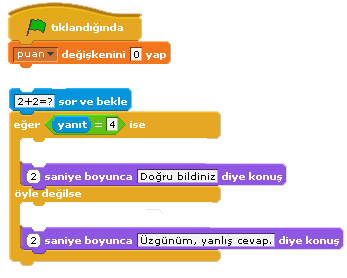 tıklandığında
puan değişkenini 0 yap
2+2=? sor ve bekle
eğer yanıt = 4 ise
2 saniye boyunca Doğru bildiniz diye konuş
öyle değilse
2 saniye boyunca Üzgünüm, yanlış cevap. diye konuş